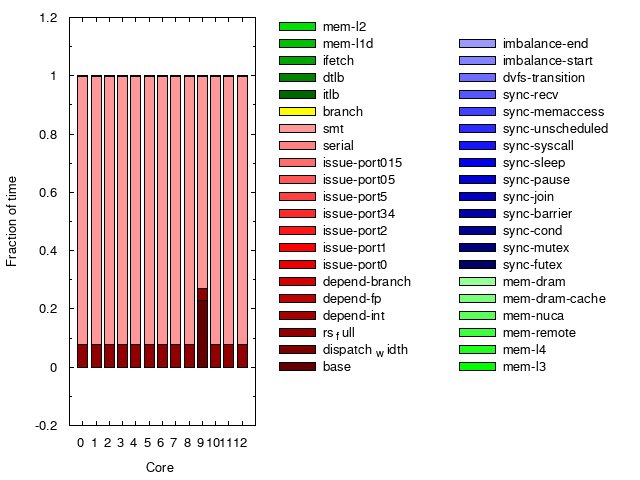 1.2
1
0.8
0.6
0.4
0.2
0
-0.2
Fraction of time
0 1 2 3 4 5 6 7 8 9 10 11 12
Core
mem-l2
mem-l1d
ifetch
dtlb
itlb
branch
smt
serial
issue-port015
issue-port05
issue-port5
issue-port34
issue-port2
issue-port1
issue-port0
depend-branch
depend-fp
depend-int
rs f ull
dispatch w idth
base
imbalance-end
imbalance-start
dvfs-transition
sync-recv
sync-memaccess
sync-unscheduled
sync-syscall
sync-sleep
sync-pause
sync-join
sync-barrier
sync-cond
sync-mutex
sync-futex
mem-dram
mem-dram-cache
mem-nuca
mem-remote
mem-l4
mem-l3